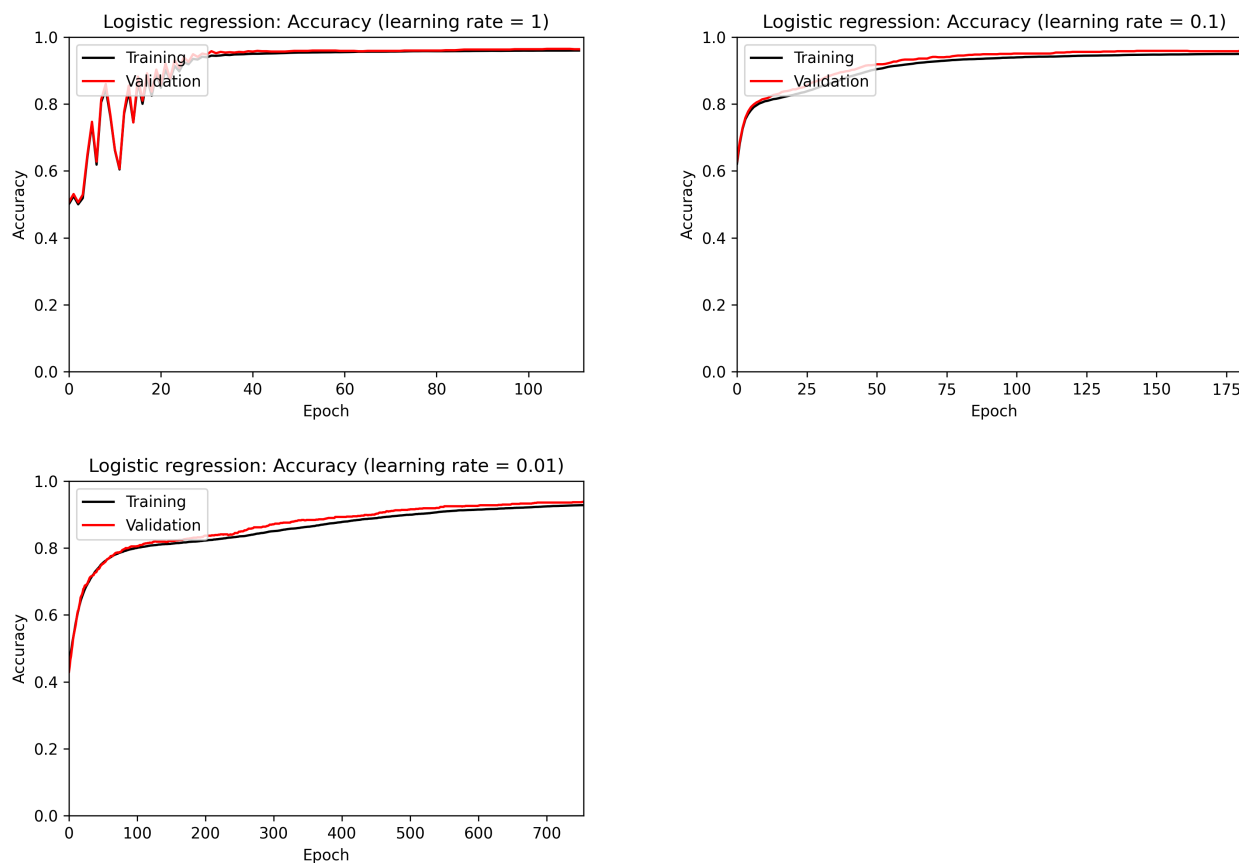 Logistic regression: Accuracy (learning rate = 1)
1.0
0.8
0.6
0.4
0.2
0.0
Accuracy
Training
Validation
0 20 40 60 80 100
Epoch
Logistic regression: Accuracy (learning rate = 0.1)
1.0
0.8
0.6
0.4
0.2
0.0
Accuracy
Training
Validation
0 25 50 75 100 125 150 175
Epoch
Logistic regression: Accuracy (learning rate = 0.01)
1.0
0.8
0.6
0.4
0.2
0.0
Accuracy
Training
Validation
0 100 200 300 400 500 600 700
Epoch